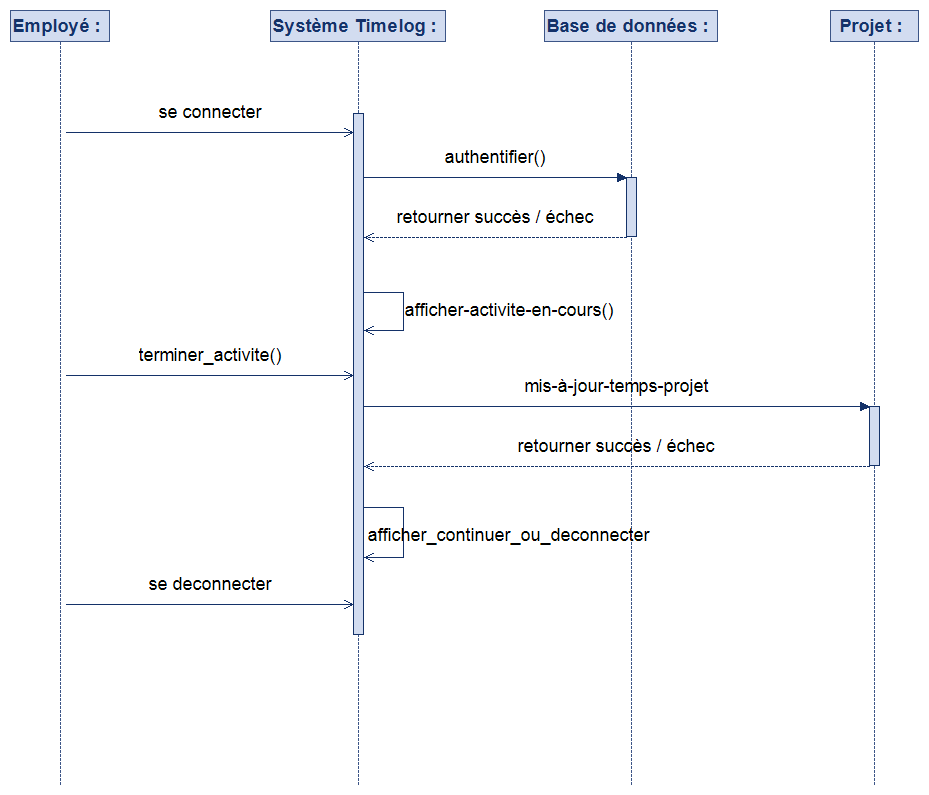 Employé :
Système Timelog :
Base de données :
Projet :
se connecter
authentifier()
retourner succès / échec
afficher-activite-en-cours()
terminer_activite()
mis-à-jour-temps-projet
retourner succès / échec
afficher_continuer_ou_deconnecter
se deconnecter